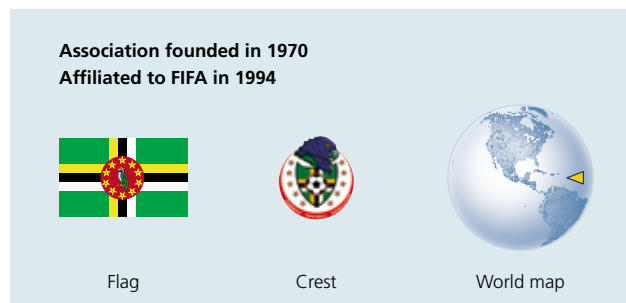 Association founded in 1970
Affiliated to FIFA in 1994
Flag
Crest
World map